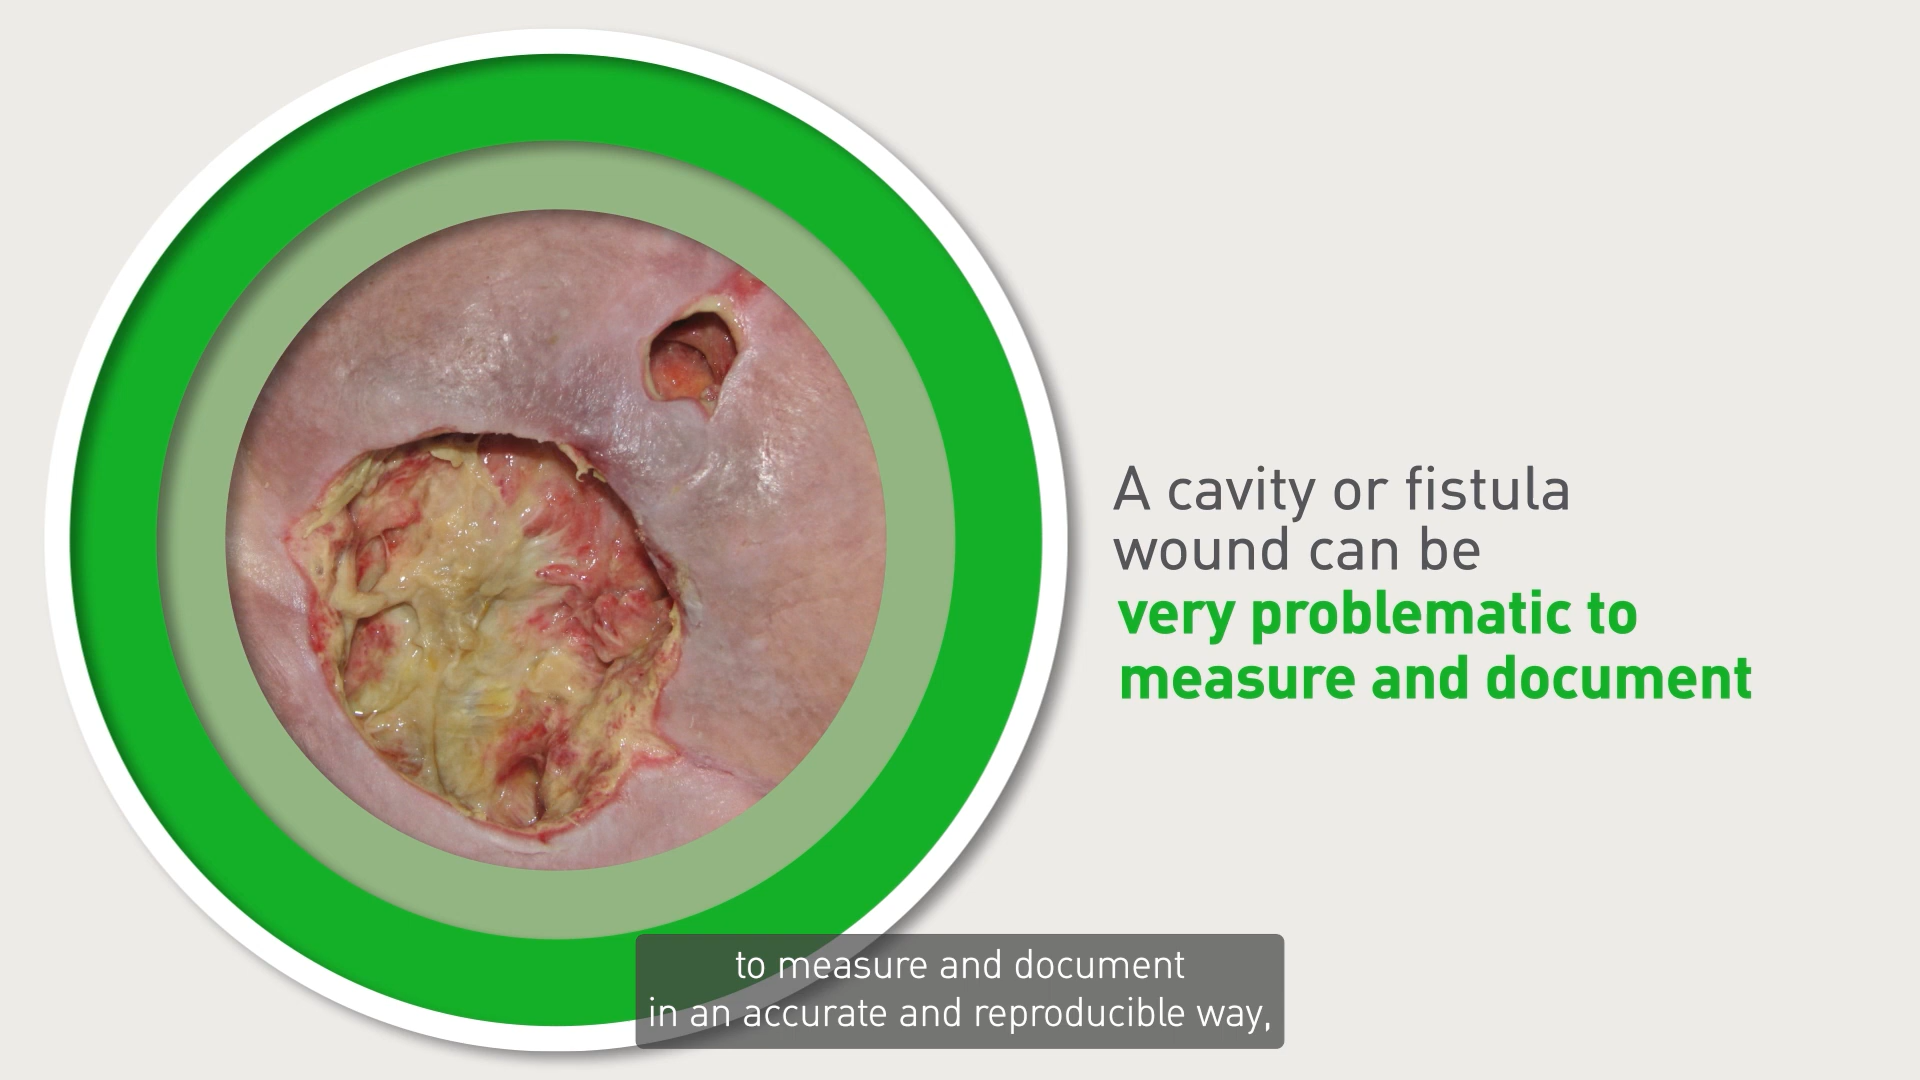 A cavity or fistula
wound can be
very problematic to
measure and document
to measure and document
in an accurate and reproducible way,